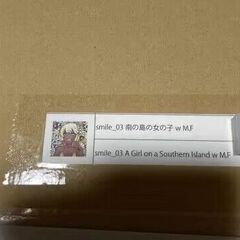 smile_03 南の島の女の子 w M.F
smile_03 A Girl on a Southern Island w M.F